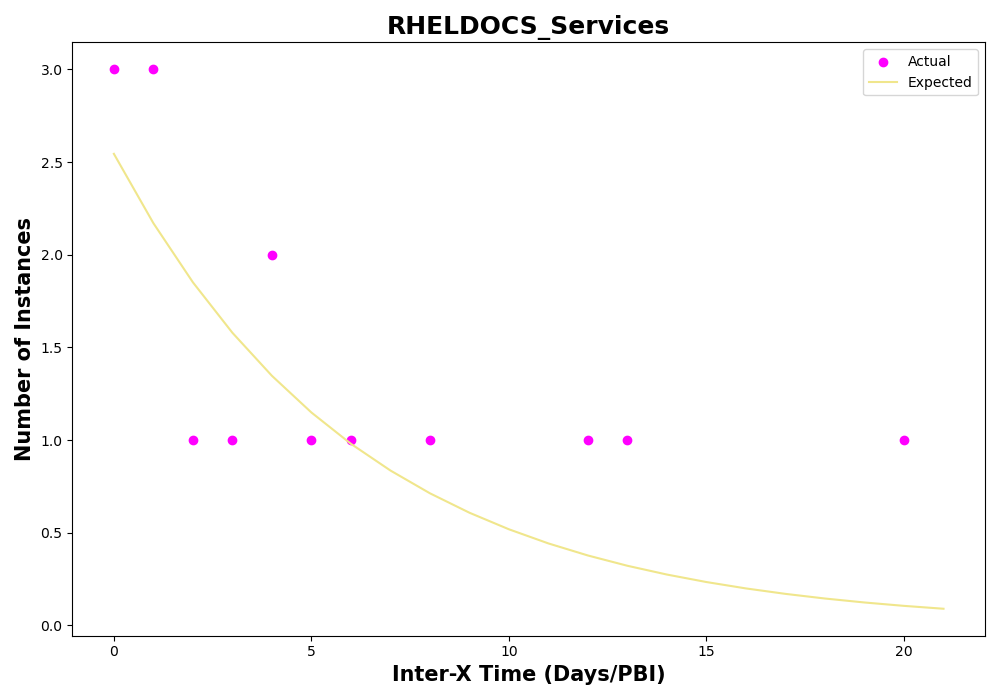 RHELDOCS_Services
Actual
Expected
3.0
2.5
2.0
1.5
1.0
0.5
0.0
Number of Instances
0 5 10 15 20
Inter-X Time (Days/PBI)